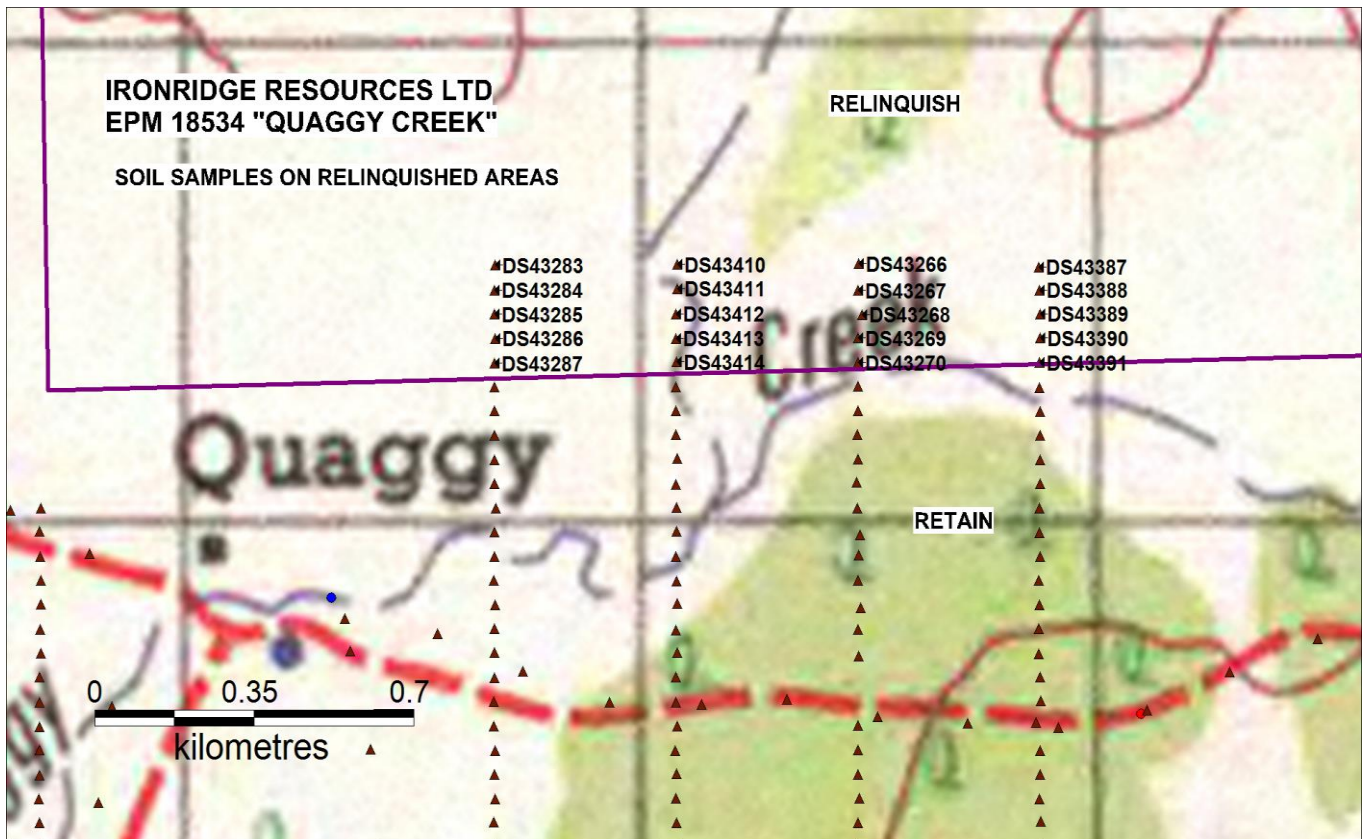 IRONRIDGE RESOURCES LTD
EPM 18534 "QUAGGY CREEK"
RELINQUISH
SOIL SAMPLES ON RELINQUISHED AREAS
DS43283 DS43410 DS43266 DS43387
DS43284 DS43411 DS43267 DS43388
DS43285 DS43412 DS43268 DS43389
DS43286 DS43413 DS43269 DS43390
DS43287 DS43414 DS43270 DS43391
Creek
Quaggy
RETAIN
0 0.35 0.7
kilometres